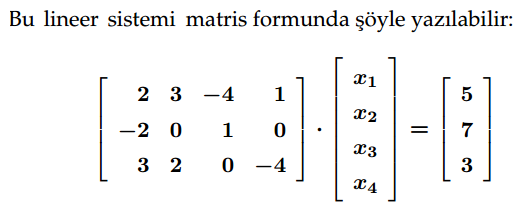 Bu lineer sistemi matris formunda şöyle yazılabilir:
[ 2 3 −4 1 ] [ x1 ] [ 5 ]
[ −2 0 1 0 ] · [ x2 ] = [ 7 ]
[ 3 2 0 −4 ] [ x3 ] [ 3 ]
[ x4 ]